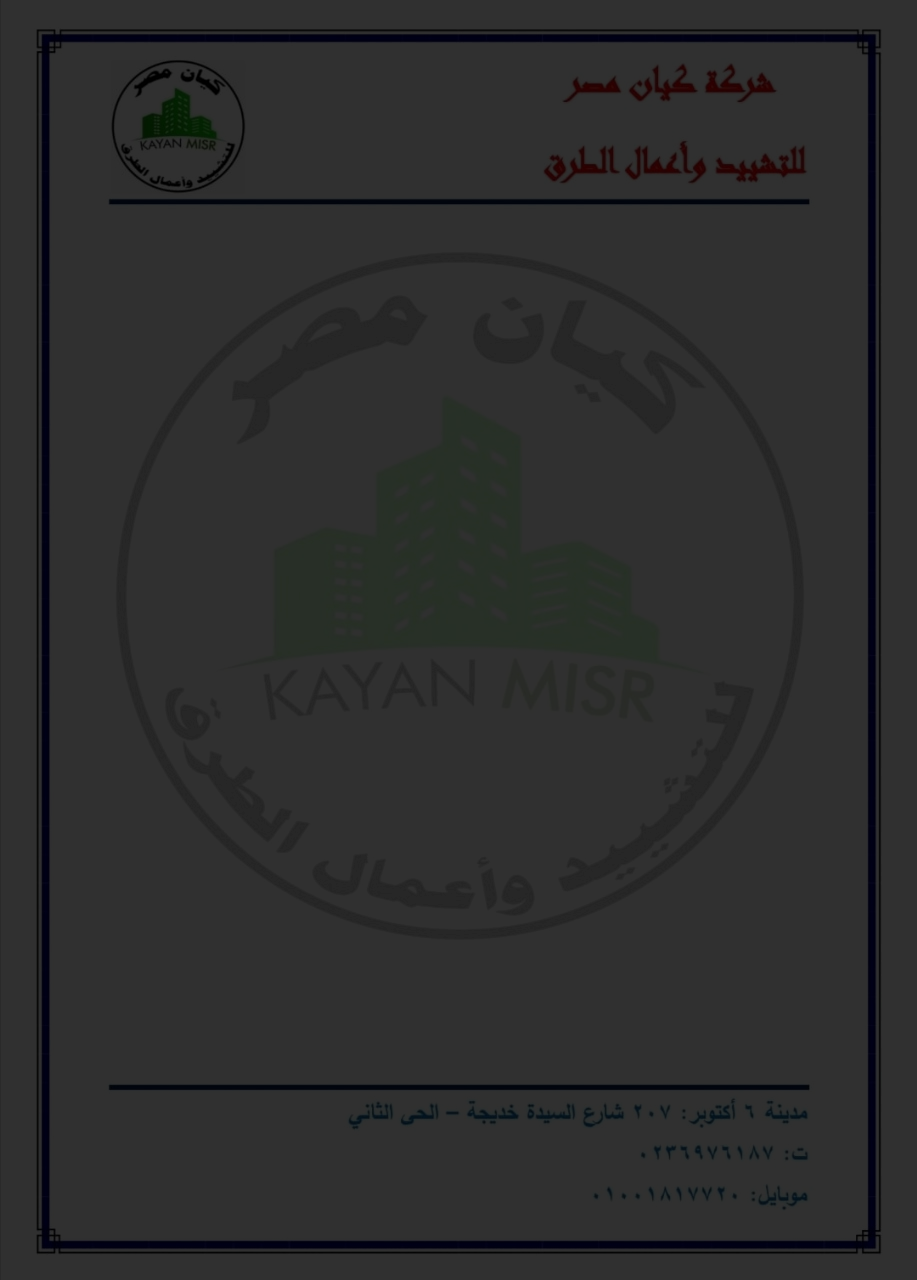 شركة كيان مصر
للتشييد وأعمال الطرق
كيان مصر
KAYAN MISR
للتشييد وأعمال الطرق
كيان مصر
KAYAN MISR
للتشييد وأعمال الطرق
مدينة ٦ أكتوبر: ٢٠٧ شارع السيدة خديجة – الحى الثاني
ت: ٠٢٣٦٩٧٦١٨٧
موبايل: ٠١٠٠١٨١٧٧٢٠